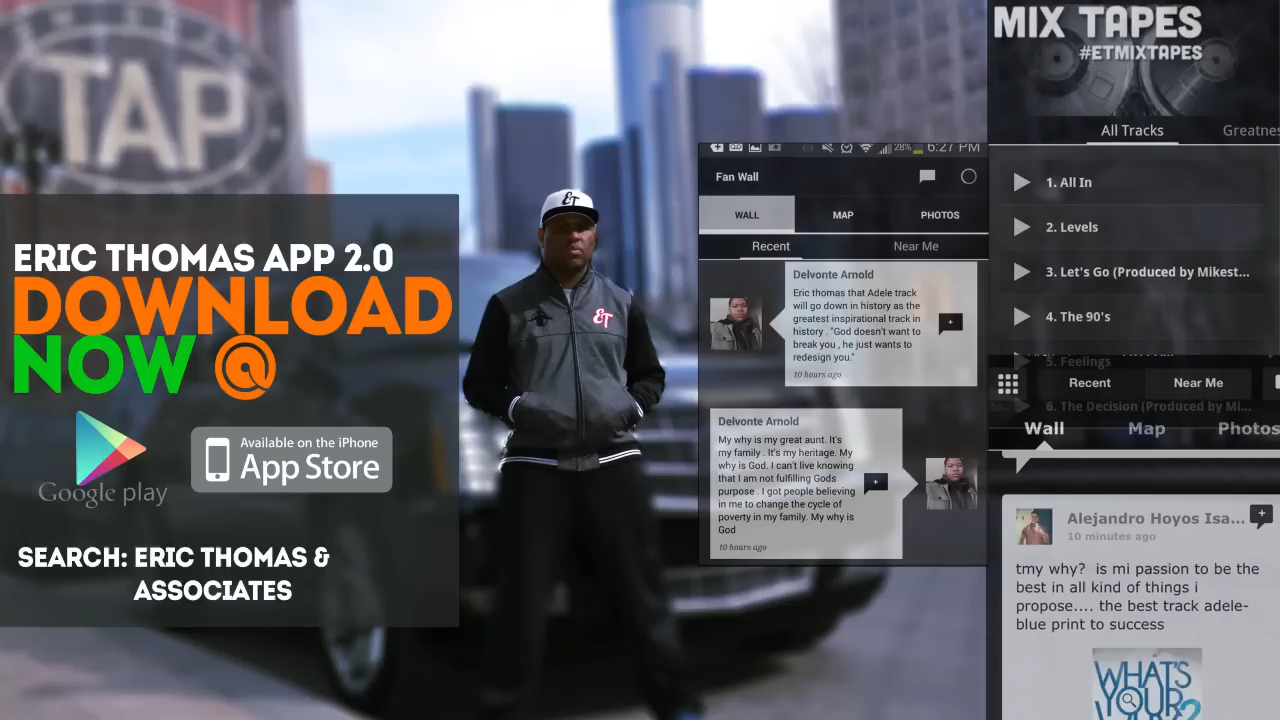 TAP
ERIC THOMAS APP 2.0
DOWNLOAD
NOW @
Google play
Available on the iPhone
App Store
SEARCH: ERIC THOMAS &
ASSOCIATES
ET
ET
28% 6:27 PM
Fan Wall
WALL MAP PHOTOS
Recent Near Me
Delvonte Arnold
Eric thomas that Adele track
will go down in history as the
greatest inspirational track in
history . "God doesn't want to
break you , he just wants to
redesign you."
10 hours ago
Delvonte Arnold
My why is my great aunt. It's
my family . It's my heritage. My
why is God. I can't live knowing
that I am not fulfilling Gods
purpose . I got people believing
in me to change the cycle of
poverty in my family. My why is
God
10 hours ago
MIX TAPES
#ETMIXTAPES
All Tracks Greatnes
1. All In
2. Levels
3. Let's Go (Produced by Mikest...
4. The 90's
5. Feelings
Recent Near Me
6. The Decision (Produced by Mi...
Wall Map Photos
Alejandro Hoyos Isa...
10 minutes ago
tmy why? is mi passion to be the
best in all kind of things i
propose.... the best track adele-
blue print to success
WHAT'S
YOUR